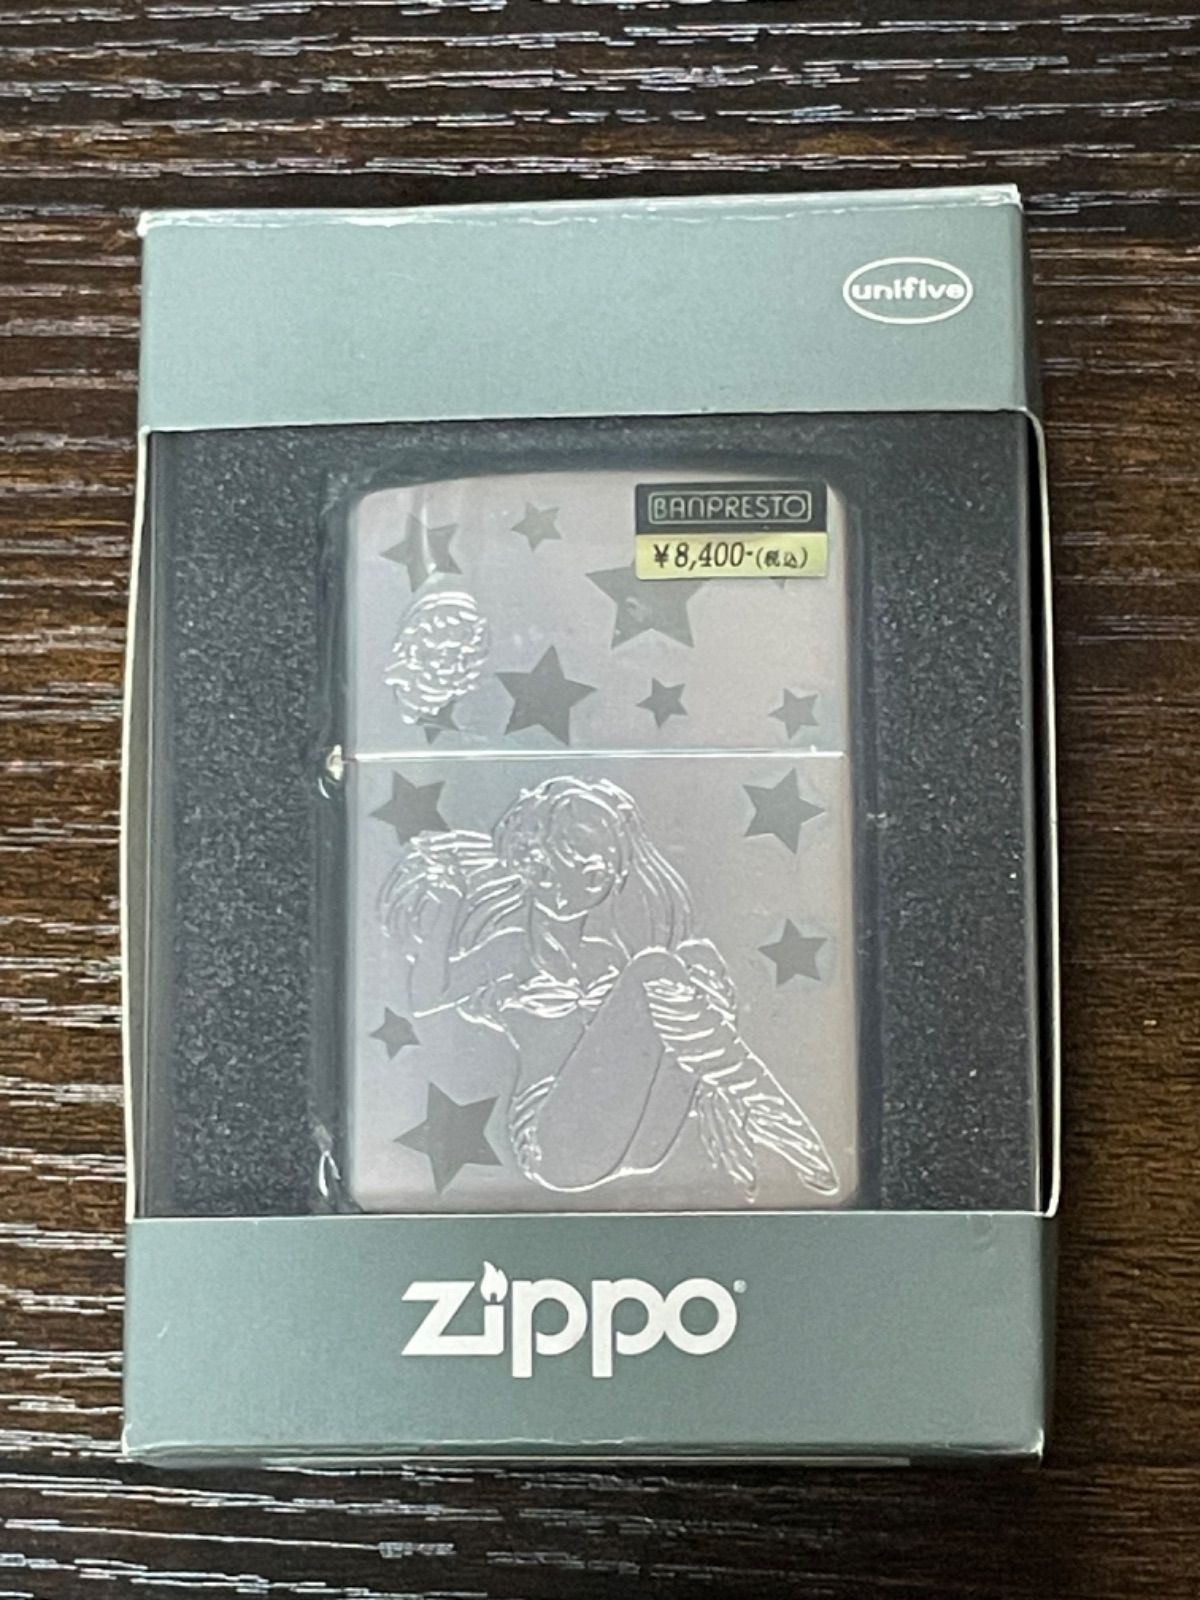 unifive
BANPRESTO
¥8,400-(税込)
zippo®